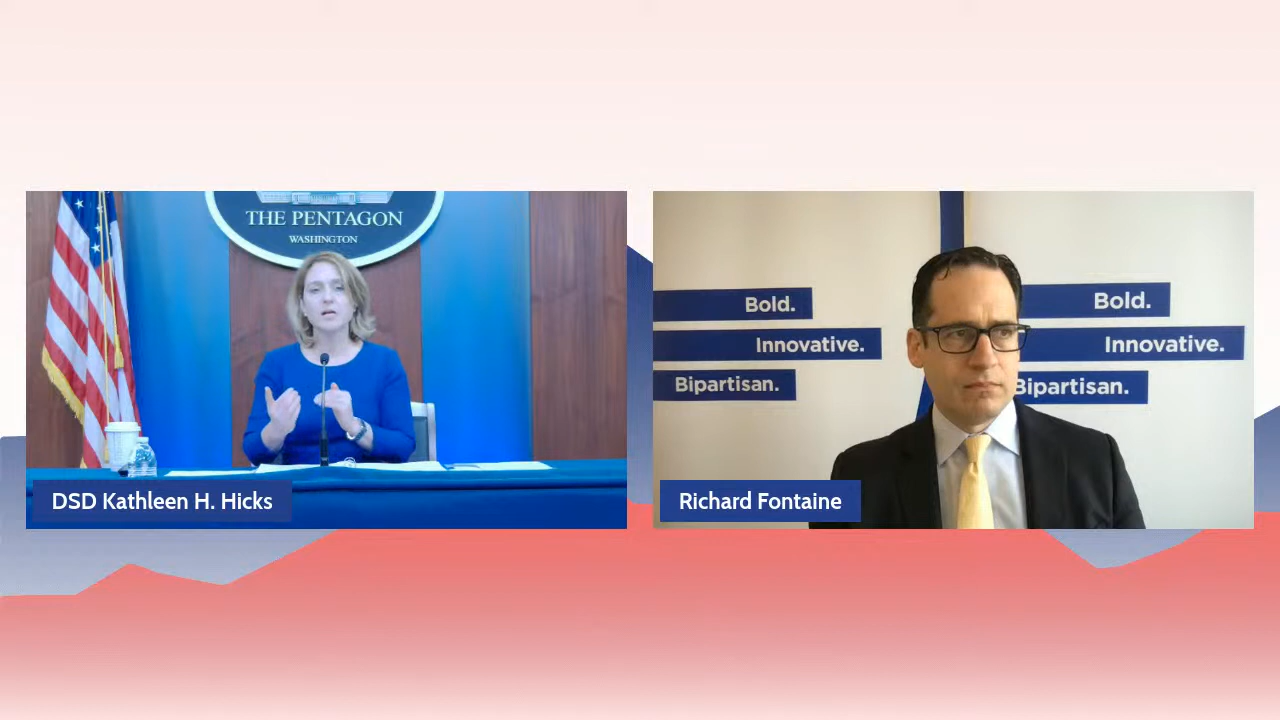 THE PENTAGON
WASHINGTON
DSD Kathleen H. Hicks
Bold.
Innovative.
Bipartisan.
Bold.
Innovative.
Bipartisan.
Richard Fontaine